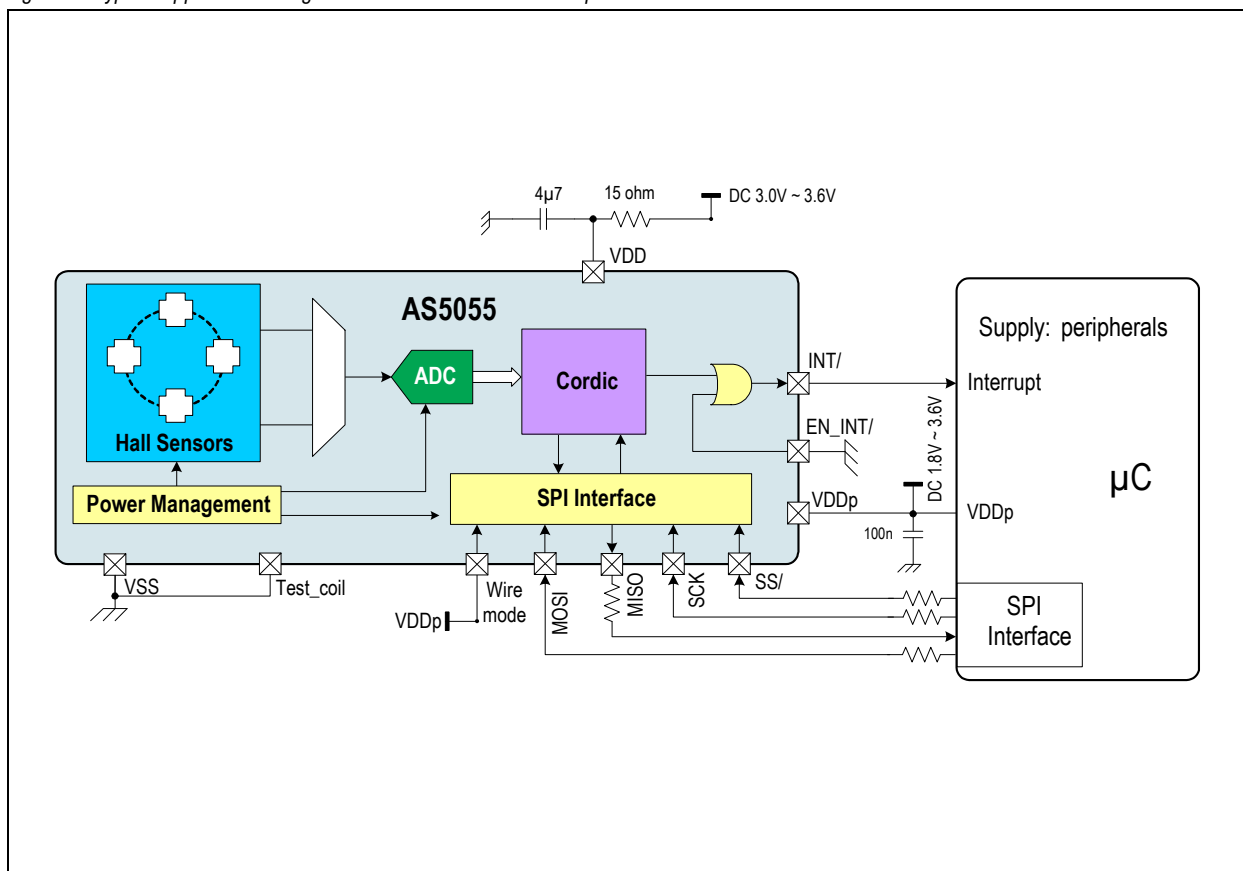 4µ7
15 ohm
DC 3.0V ~ 3.6V
VDD
AS5055
Hall Sensors
ADC
Cordic
INT/
EN_INT/
Power Management
SPI Interface
VDDp
VSS
Test_coil
VDDp
Wire
mode
MOSI
MISO
SCK
SS/
Supply: peripherals
Interrupt
DC 1.8V ~ 3.6V
µC
VDDp
100n
SPI
Interface